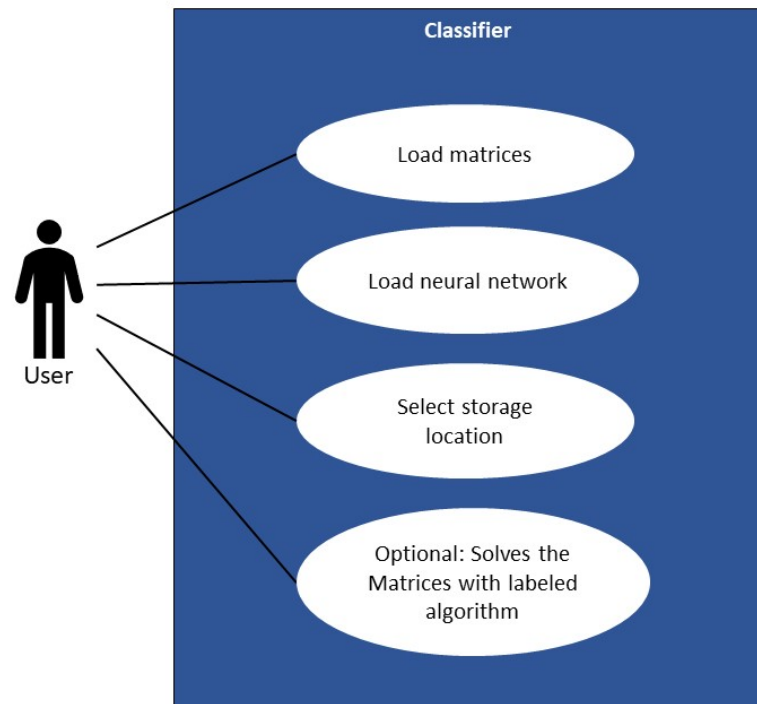 Classifier
Load matrices
Load neural network
User
Select storage
location
Optional: Solves the
Matrices with labeled
algorithm